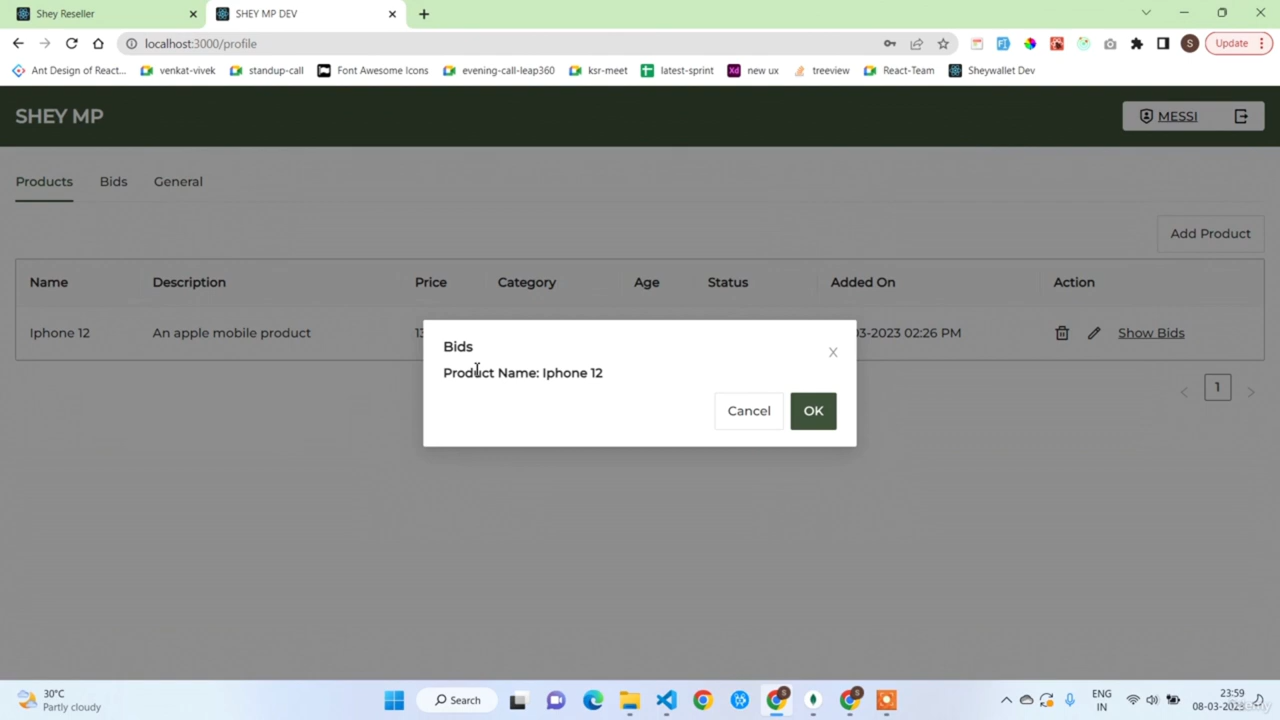 Shey Reseller
SHEY MP DEV
localhost:3000/profile
S
Update
Ant Design of React...
venkat-vivek
standup-call
Font Awesome Icons
evening-call-leap360
ksr-meet
latest-sprint
Xd new ux
treeview
React-Team
Sheywallet Dev
SHEY MP
MESSI
Products
Bids
General
Add Product
Name
Description
Price
Category
Age
Status
Added On
Action
Iphone 12
An apple mobile product
Show Bids
03-2023 02:26 PM
1
Bids
X
Product Name: Iphone 12
Cancel
OK
30°C
Partly cloudy
Search
ENG
IN
23:59
08-03-2023